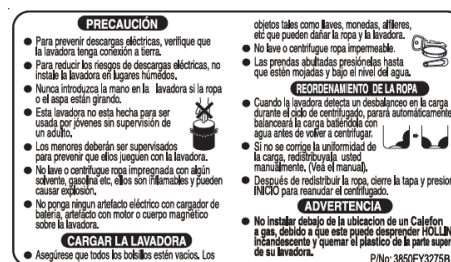 PRECAUCIÓN
● Para prevenir descargas eléctricas, verifique que
la lavadora tenga conexión a tierra.
● Para reducir los riesgos de descargas eléctricas, no
instale la lavadora en lugares húmedos.
● Nunca introduzca la mano en la lavadora si la ropa
o el aspa están girando.
● Esta lavadora no esta hecha para ser
usada por jóvenes sin supervisión de
un adulto.
● Los menores deberán ser supervisados
para prevenir que ellos jueguen con la lavadora.
● No lave o centrifugue ropa impregnada con algún
solvente, gasolina etc, ellos son inflamables y pueden
causar explosión.
● No ponga ningun artefacto eléctrico con cargador de
batería, artefacto con motor o cuerpo magnético
sobre la lavadora.
CARGAR LA LAVADORA
● Asegúrese que todos los bolsillos estén vacios. Los
objetos tales como llaves, monedas, alfileres,
etc que pueden dañar la ropa y la lavadora.
● No lave o centrifugue ropa impermeable.
● Las prendas abultadas presiónelas hasta
que estén mojadas y bajo el nivel del agua.
REORDENAMIENTO DE LA ROPA
● Cuando la lavadora detecta un desbalanceo en la carga
durante el ciclo de centrifugado, parará automáticamente
balanceará la carga batiéndola con
agua antes de volver a centrifugar.
● Si no se corrige la uniformidad de
la carga, redistribuyala usted
manualmente. (Veá el manual).
● Después de redistribuir la ropa, cierre la tapa y presion
INICIO para reanudar el centrifugado.
ADVERTENCIA
● No instalar debajo de la ubicacion de un Calefon
a gas, debido a que este puede desprender HOLLIN
incandescente y quemar el plastico de la parte super
de su lavadora.
P/No: 3850EY3275B